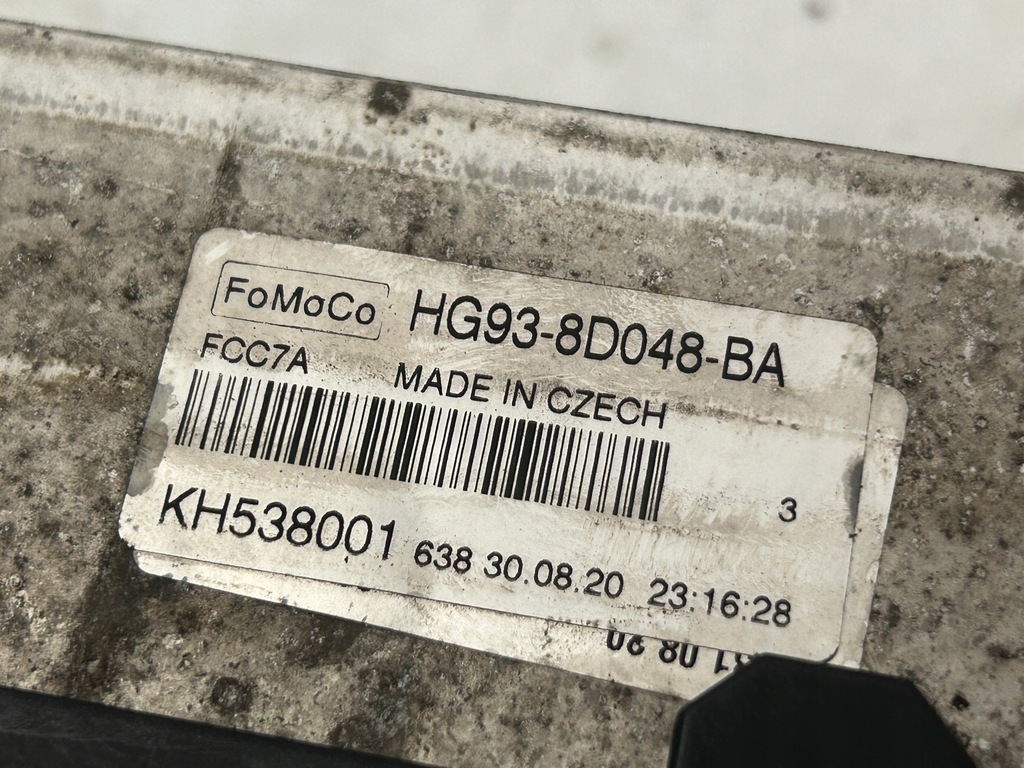 FoMoCo HG93-8D048-BA
FCC7A MADE IN CZECH
3
KH538001 638 30.08.20 23:16:28